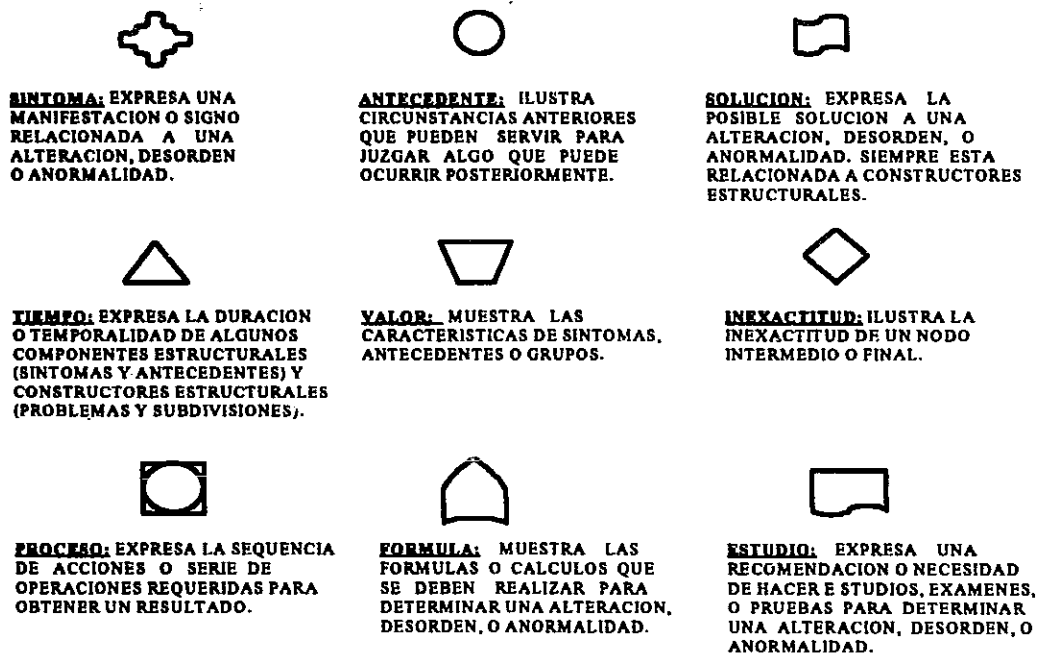 SINTOMA: EXPRESA UNA
MANIFESTACION O SIGNO
RELACIONADA A UNA
ALTERACION, DESORDEN
O ANORMALIDAD.
ANTECEDENTE: ILUSTRA
CIRCUNSTANCIAS ANTERIORES
QUE PUEDEN SERVIR PARA
JUZGAR ALGO QUE PUEDE
OCURRIR POSTERIORMENTE.
SOLUCION: EXPRESA LA
POSIBLE SOLUCION A UNA
ALTERACION, DESORDEN, O
ANORMALIDAD. SIEMPRE ESTA
RELACIONADA A CONSTRUCTORES
ESTRUCTURALES.
TIEMPO: EXPRESA LA DURACION
O TEMPORALIDAD DE ALGUNOS
COMPONENTES ESTRUCTURALES
(SINTOMAS Y ANTECEDENTES) Y
CONSTRUCTORES ESTRUCTURALES
(PROBLEMAS Y SUBDIVISIONES).
VALOR: MUESTRA LAS
CARACTERISTICAS DE SINTOMAS,
ANTECEDENTES O GRUPOS.
INEXACTITUD: ILUSTRA LA
INEXACTITUD DE UN NODO
INTERMEDIO O FINAL.
PROCESO: EXPRESA LA SEQUENCIA
DE ACCIONES O SERIE DE
OPERACIONES REQUERIDAS PARA
OBTENER UN RESULTADO.
FORMULA: MUESTRA LAS
FORMULAS O CALCULOS QUE
SE DEBEN REALIZAR PARA
DETERMINAR UNA ALTERACION,
DESORDEN, O ANORMALIDAD.
ESTUDIO: EXPRESA UNA
RECOMENDACION O NECESIDAD
DE HACER E STUDIOS, EXAMENES,
O PRUEBAS PARA DETERMINAR
UNA ALTERACION, DESORDEN, O
ANORMALIDAD.